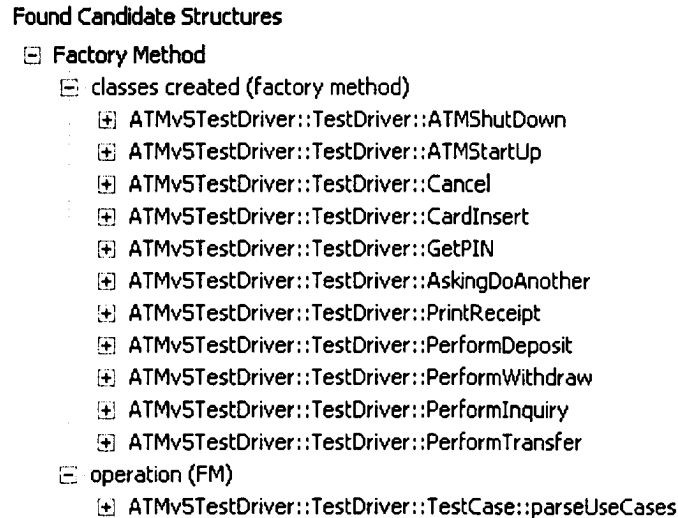 Found Candidate Structures
Factory Method
classes created (factory method)
ATMv5TestDriver::TestDriver::ATMShutDown
ATMv5TestDriver::TestDriver::ATMStartUp
ATMv5TestDriver::TestDriver::Cancel
ATMv5TestDriver::TestDriver::CardInsert
ATMv5TestDriver::TestDriver::GetPIN
ATMv5TestDriver::TestDriver::AskingDoAnother
ATMv5TestDriver::TestDriver::PrintReceipt
ATMv5TestDriver::TestDriver::PerformDeposit
ATMv5TestDriver::TestDriver::PerformWithdraw
ATMv5TestDriver::TestDriver::PerformInquiry
ATMv5TestDriver::TestDriver::PerformTransfer
operation (FM)
ATMv5TestDriver::TestDriver::TestCase::parseUseCases